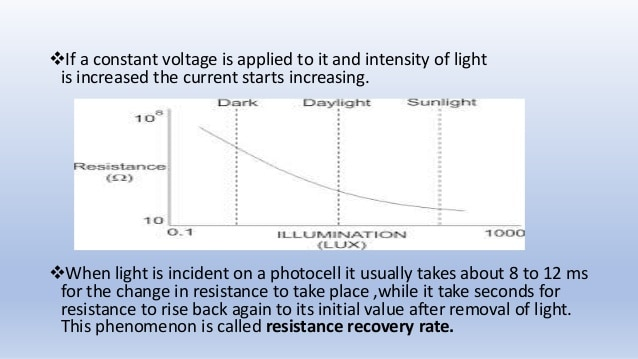 ❖If a constant voltage is applied to it and intensity of light
is increased the current starts increasing.
Dark Daylight Sunlight
10⁸
Resistance
(Ω)
10
0.1 ILLUMINATION 1000
(LUX)
❖When light is incident on a photocell it usually takes about 8 to 12 ms
for the change in resistance to take place ,while it take seconds for
resistance to rise back again to its initial value after removal of light.
This phenomenon is called resistance recovery rate.